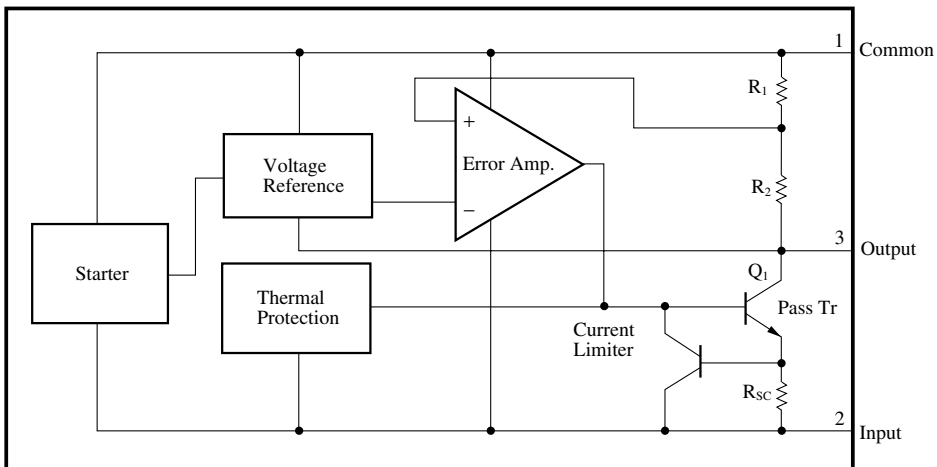 1
Common
R1
+
Voltage
Reference
Error Amp.
R2
−
3
Output
Starter
Q1
Thermal
Protection
Pass Tr
Current
Limiter
RSC
2
Input